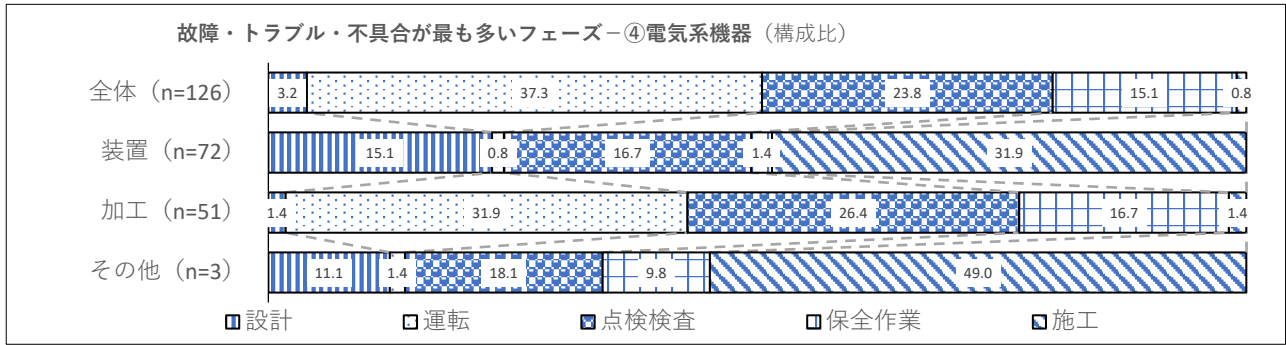 故障・トラブル・不具合が最も多いフェーズ－④電気系機器（構成比）
全体（n=126） 3.2 37.3 23.8 15.1 0.8
装置（n=72） 15.1 0.8 16.7 1.4 31.9
加工（n=51） 1.4 31.9 26.4 16.7 1.4
その他（n=3） 11.1 1.4 18.1 9.8 49.0
設計 運転 点検検査 保全作業 施工